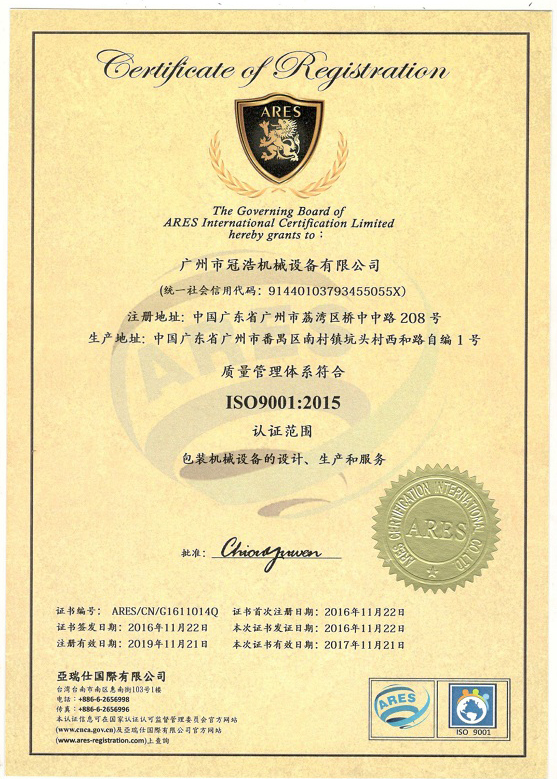 Certificate of Registration
ARES
The Governing Board of
ARES International Certification Limited
hereby grants to：
广州市冠浩机械设备有限公司
(统一社会信用代码：91440103793455055X)
注册地址：中国广东省广州市荔湾区桥中中路 208 号
生产地址：中国广东省广州市番禺区南村镇坑头村西和路自编 1 号
质量管理体系符合
ISO9001:2015
认证范围
包装机械设备的设计、生产和服务
ARES CERTIFICATION INTERNATIONAL CO LTD
ARES
批准：
证书编号： ARES/CN/G1611014Q 证书首次注册日期：2016年11月22日
证书签发日期：2016年11月22日 本次证书发证日期：2016年11月22日
注册有效日期：2019年11月21日 本次证书有效日期：2017年11月21日
亞瑞仕国際有限公司
台湾台南市南区惠南街103号1樓
电话：+886-6-2656998
传真：+886-6-2656996
本认证信息可在国家认证认可监督管理委员会官方网站
(www.cnca.gov.cn)及亞瑞仕国際有限公司官方网站
(www.ares-registration.com)上查詢
ARES
ISO 9001